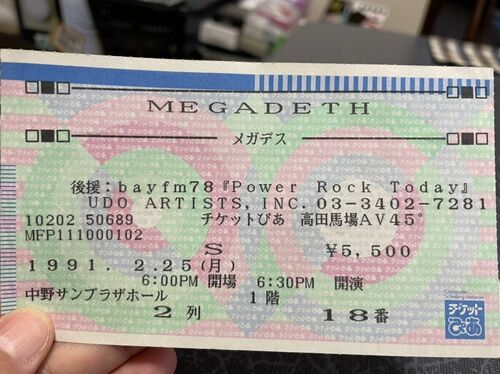 MEGADETH
メガデス
後援:bayfm78『Power Rock Today』
UDO ARTISTS, INC. 03-3402-7281
10202 50689 チケットぴあ 高田馬場AV45°
MFP111000102
S ¥5,500
1991. 2.25(月)
6:00PM 開場 6:30PM 開演
中野サンプラザホール 1階
2列 18番
チケットぴあ